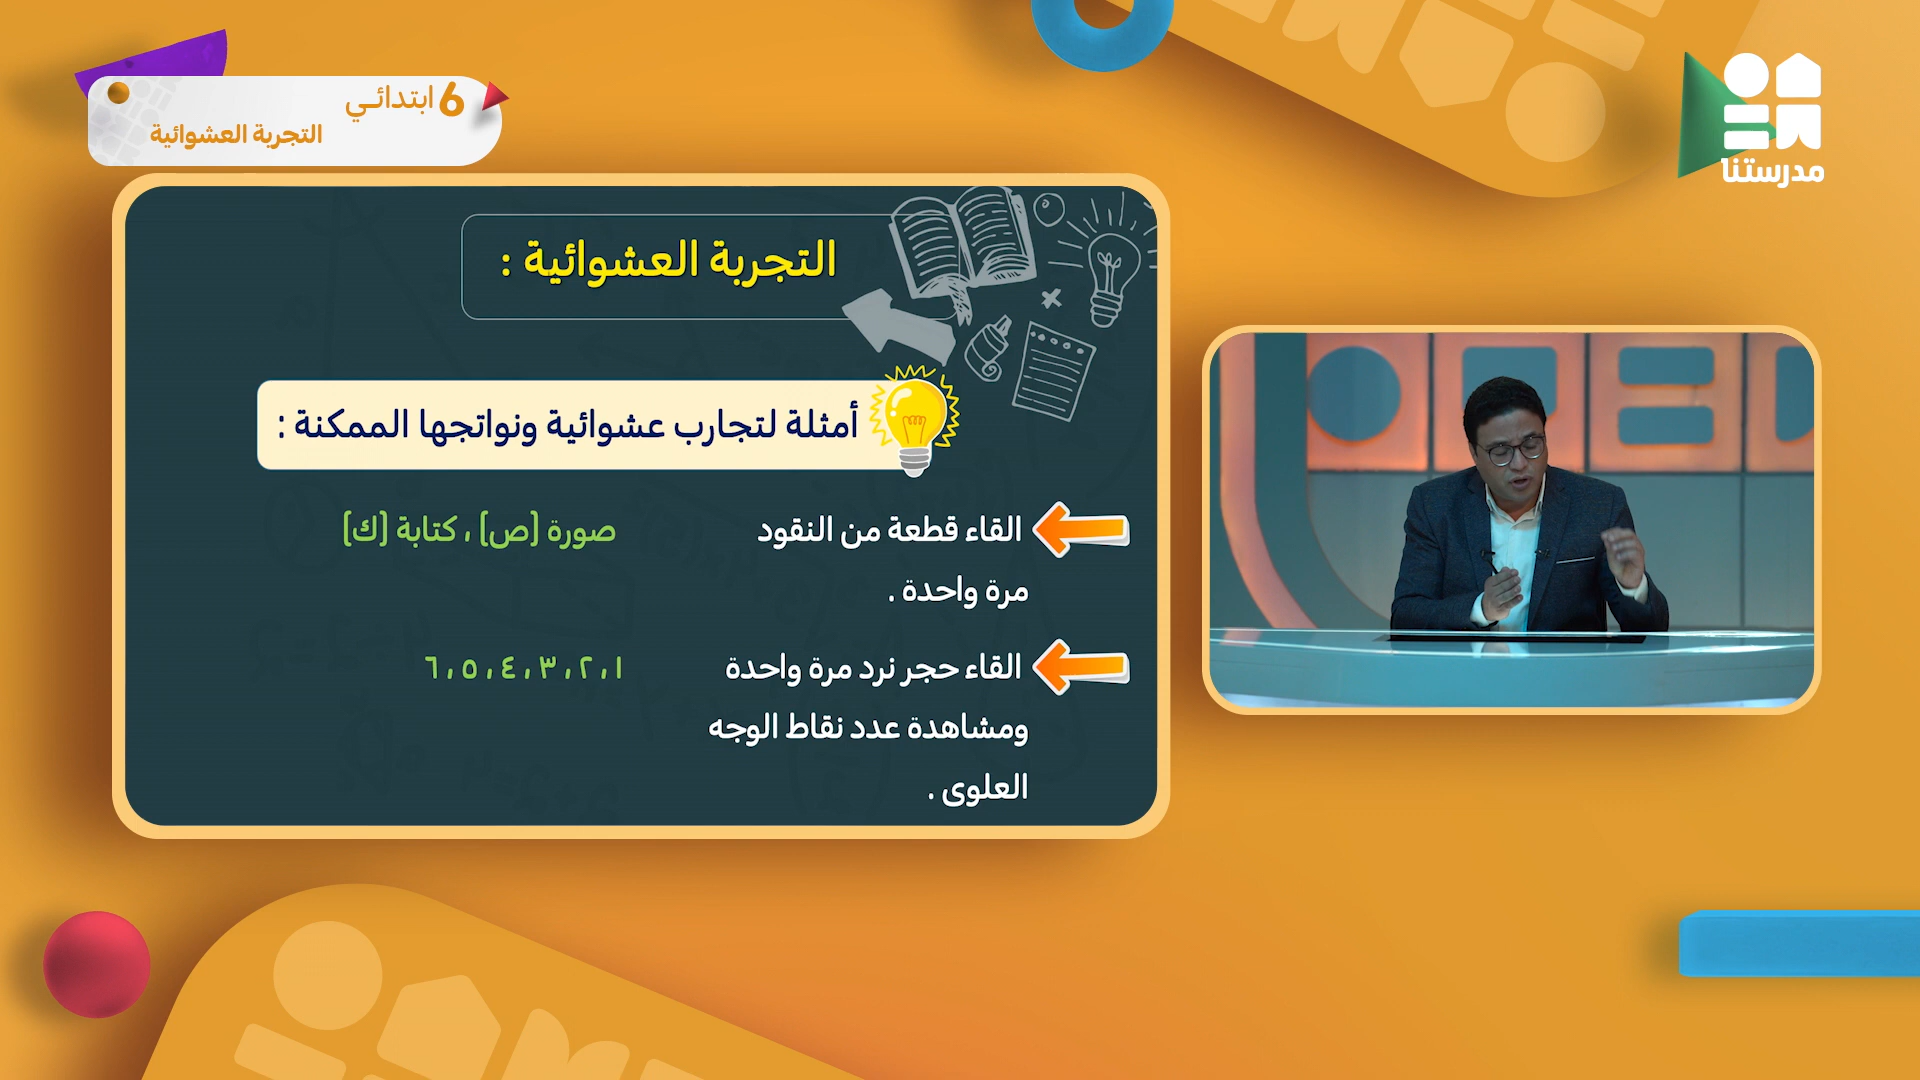 6 ابتدائي
التجربة العشوائية
مدرستنا
التجربة العشوائية :
أمثلة لتجارب عشوائية ونواتجها الممكنة :
القاء قطعة من النقود
مرة واحدة .
صورة (ص) ، كتابة (ك)
القاء حجر نرد مرة واحدة
ومشاهدة عدد نقاط الوجه
العلوى .
١ ، ٢ ، ٣ ، ٤ ، ٥ ، ٦